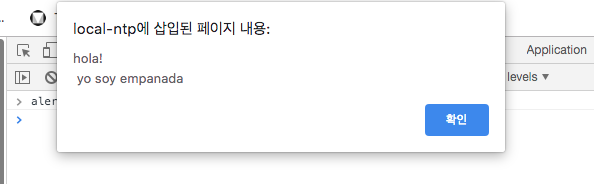 local-ntp에 삽입된 페이지 내용:
hola!
yo soy empanada
확인
Application
levels ▼
> aler
>